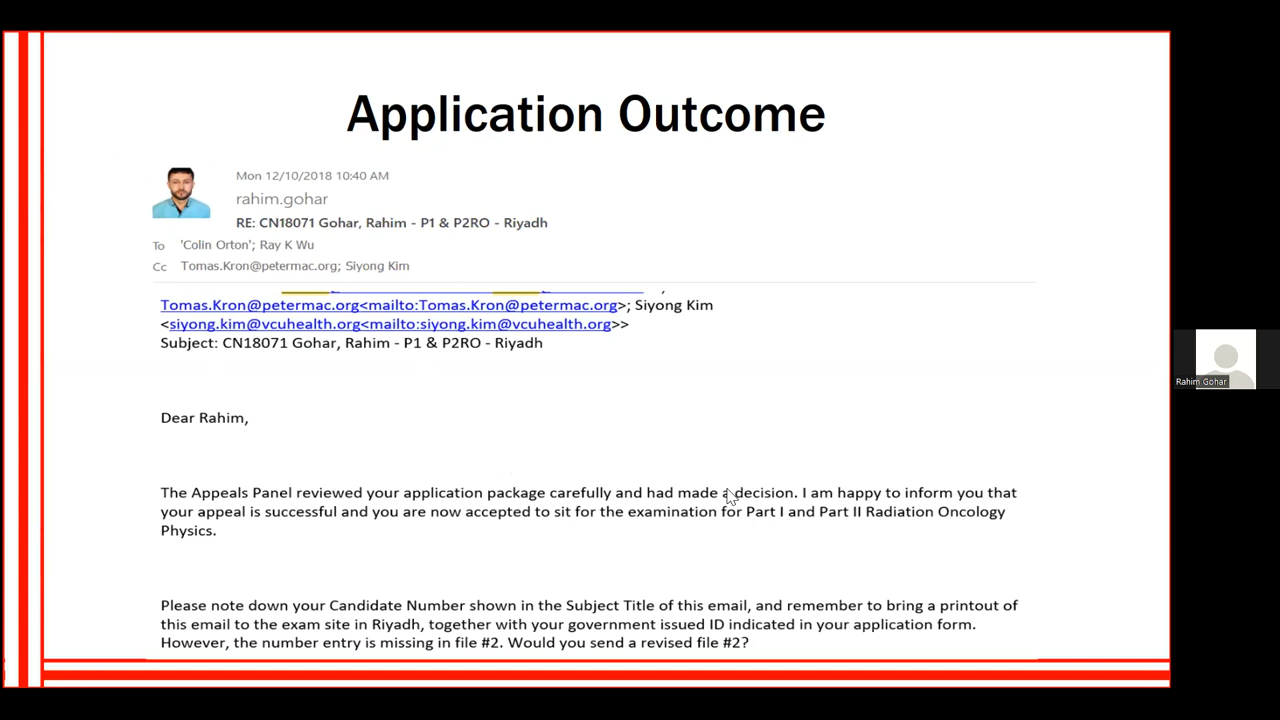 Application Outcome
Mon 12/10/2018 10:40 AM
rahim.gohar
RE: CN18071 Gohar, Rahim - P1 & P2RO - Riyadh
To 'Colin Orton'; Ray K Wu
Cc Tomas.Kron@petermac.org; Siyong Kim
Tomas.Kron@petermac.org<mailto:Tomas.Kron@petermac.org>; Siyong Kim
<siyong.kim@vcuhealth.org<mailto:siyong.kim@vcuhealth.org>>
Subject: CN18071 Gohar, Rahim - P1 & P2RO - Riyadh
Dear Rahim,
The Appeals Panel reviewed your application package carefully and had made a decision. I am happy to inform you that
your appeal is successful and you are now accepted to sit for the examination for Part I and Part II Radiation Oncology
Physics.
Please note down your Candidate Number shown in the Subject Title of this email, and remember to bring a printout of
this email to the exam site in Riyadh, together with your government issued ID indicated in your application form.
However, the number entry is missing in file #2. Would you send a revised file #2?
Rahim Gohar